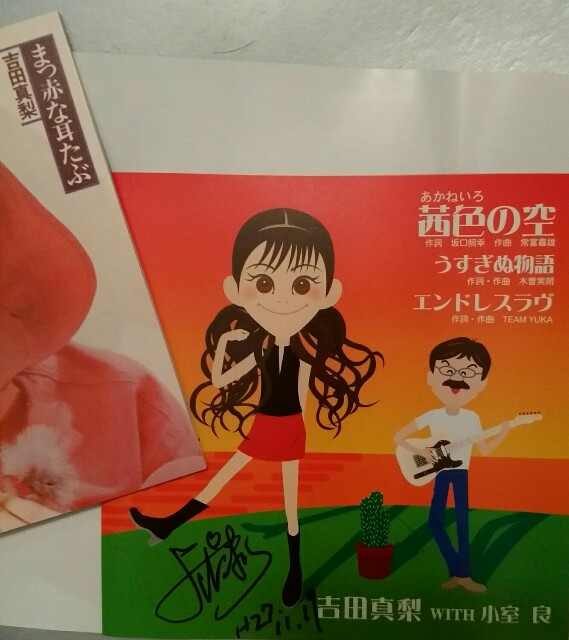 まっ赤な耳たぶ
吉田真梨
あかねいろ
茜色の空
作詞 坂口照幸 作曲 常富喜雄
うすぎぬ物語
作詞・作曲 木曽実朗
エンドレスラヴ
作詞・作曲 TEAM YUKA
H27.11.17
吉田真梨 WITH 小室 良